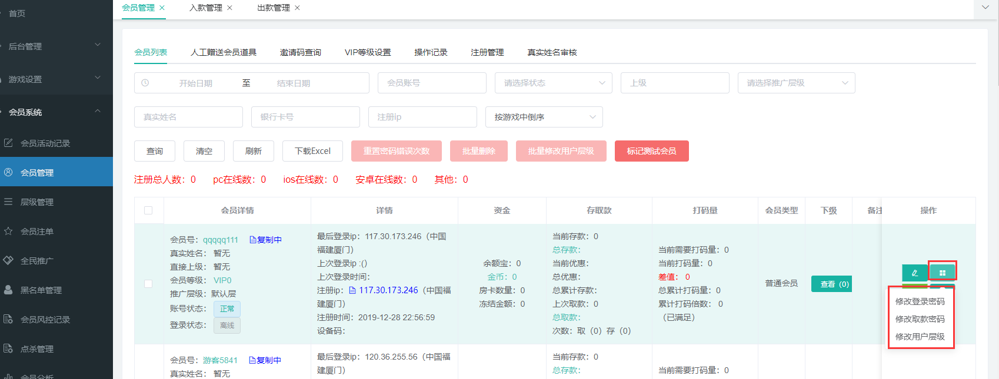 首页
后台管理
游戏设置
会员系统
会员活动记录
会员管理
层级管理
会员注单
全民推广
黑名单管理
会员风控记录
点杀管理
会员分析
会员管理 × 入款管理 × 出款管理 ×
会员列表 人工赠送会员道具 邀请码查询 VIP等级设置 操作记录 注册管理 真实姓名审核
开始日期 至 结束日期 会员账号 请选择状态 上级 请选择推广层级
真实姓名 银行卡号 注册ip 按游戏中倒序
查询 清空 刷新 下载Excel 重置密码错误次数 批量删除 批量修改用户层级 标记测试会员
注册总人数：0 pc在线数：0 ios在线数：0 安卓在线数：0 其他：0
会员详情 详情 资金 存取款 打码量 会员类型 下级 备注 操作
会员号：qqqqq111 复制中
真实姓名： 暂无
直接上级： 暂无
会员等级： VIP0
推广层级：默认层
账号状态： 正常
登录状态： 离线
最后登录ip：117.30.173.246（中国
福建厦门）
上次登录ip :()
上次登录时间：
注册ip： 117.30.173.246（中国福
建厦门）
注册时间：2019-12-28 22:56:59
设备码：
余额宝：0
金币：0
房卡数量：0
冻结金额：0
当前存款：0
总存款：
当前优惠：
总优惠：
总累计存款：
上次取款：0
总取款：
次数：取（0）存（0）
当前需要打码量：0
当前打码量：0
差值： 0
总累计打码量：0
累计打码倍数： 0
（已满足）
普通会员
查看（0）
修改登录密码
修改取款密码
修改用户层级
会员号：游客5841 复制中
真实姓名： 暂无
最后登录ip：120.36.255.56（中国福
建厦门）
当前存款：0
总存款：
当前需要打码量：0